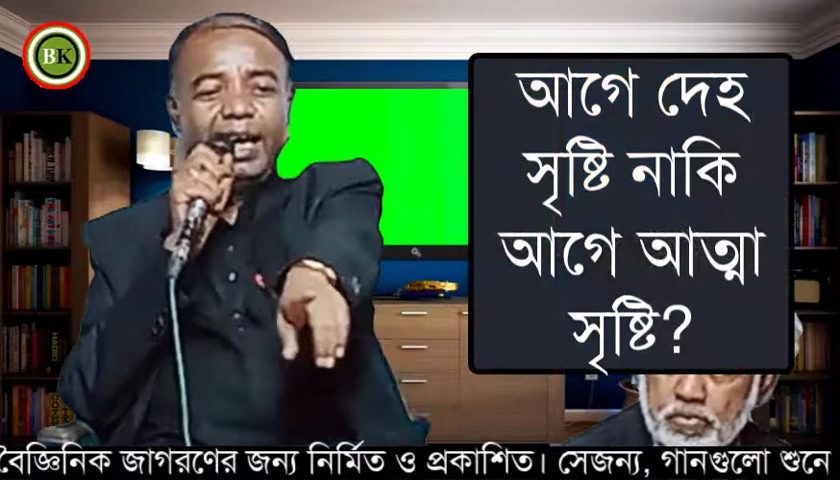 BK
আগে দেহ
সৃষ্টি নাকি
আগে আত্মা
সৃষ্টি?
বৈজ্ঞিনিক জাগরণের জন্য নির্মিত ও প্রকাশিত। সেজন্য, গানগুলো শুনে